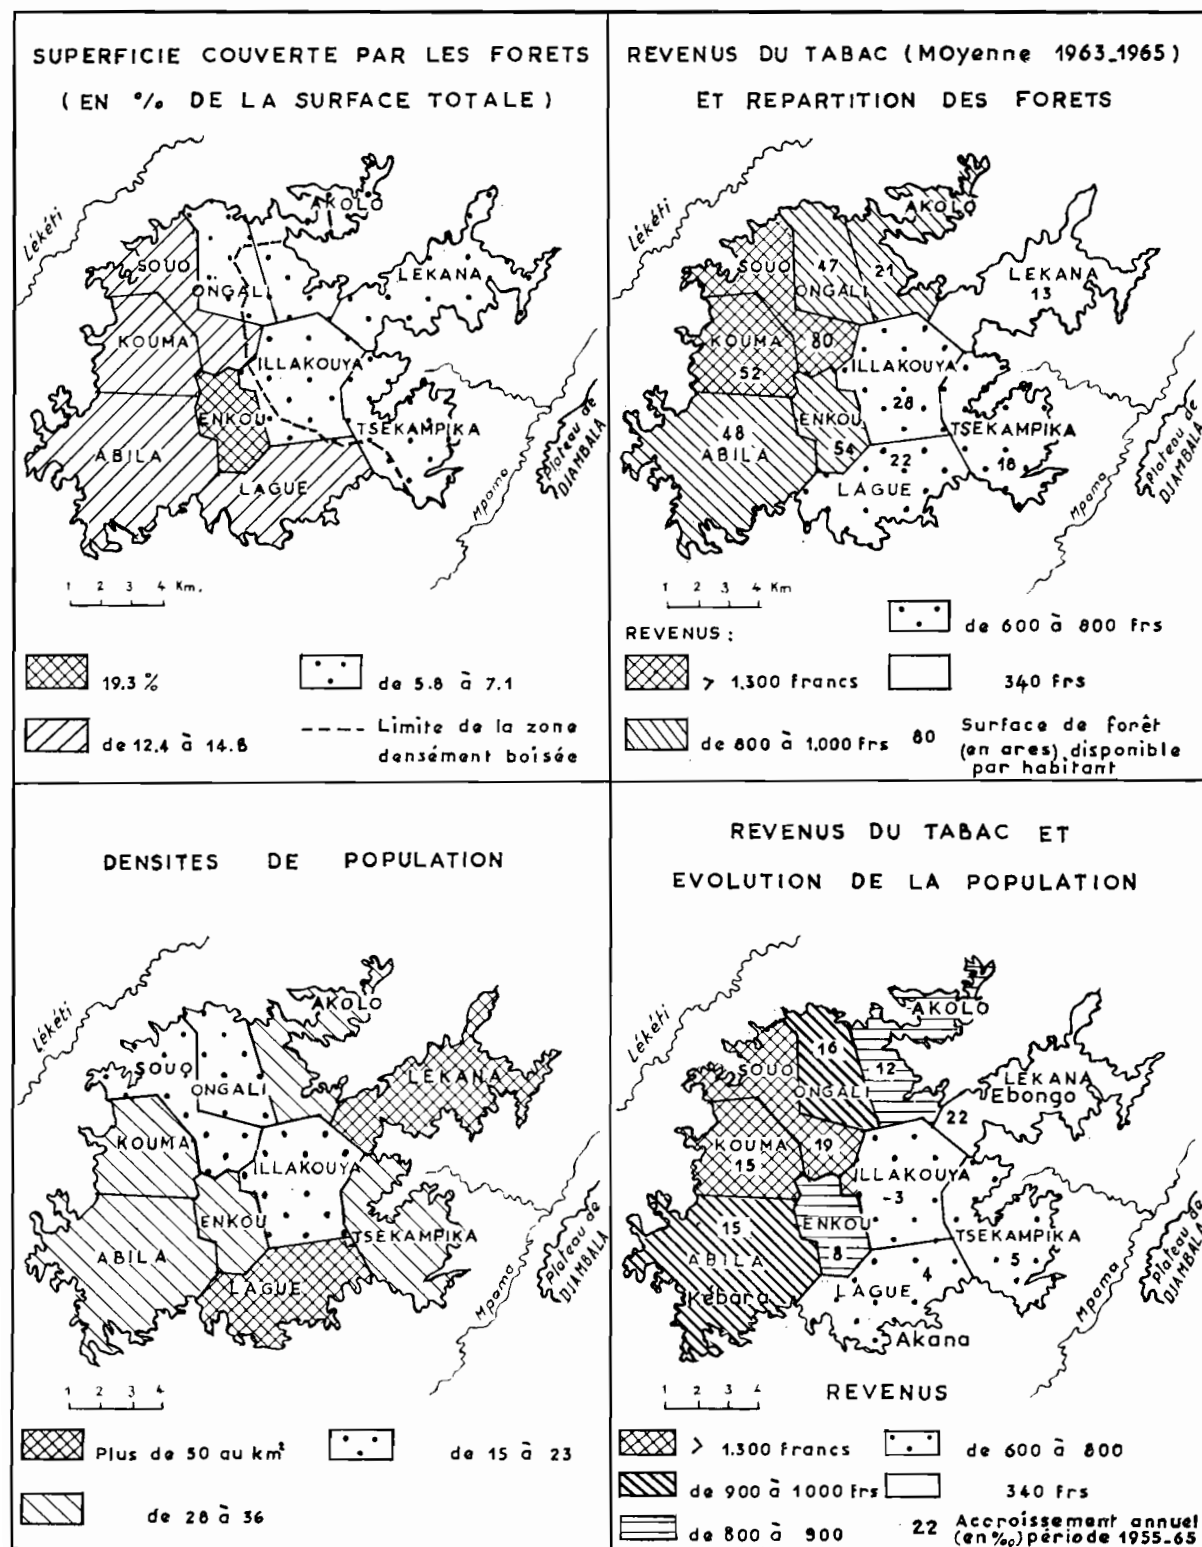 SUPERFICIE COUVERTE PAR LES FORETS
( EN % DE LA SURFACE TOTALE )
Lékéti
AKOLO
SOUO
LEKANA
ONGALI
KOUMA
ILLAKOUYA
ENKOU
TSEKAMPIKA
ABILA
LAGUE
Mpama
Plateau de
DJAMBALA
1 2 3 4 Km.
19.3 %
de 5.8 à 7.1
de 12.4 à 14.8
Limite de la zone
densément boisée
REVENUS DU TABAC (MOyenne 1963_1965)
ET REPARTITION DES FORETS
Lékéti
AKOLO
SOUO
47
21
LEKANA
13
ONGALI
KOUMA
80
52
ILLAKOUYA
28
ENKOU
54
TSEKAMPIKA
18
48
ABILA
22
LAGUE
Mpama
Plateau de
DJAMBALA
1 2 3 4 Km
REVENUS :
de 600 à 800 frs
> 1.300 francs
340 frs
de 800 à 1.000 frs
80 Surface de forêt
(en ares) disponible
par habitant
DENSITES DE POPULATION
Lékéti
AKOLO
SOUO
LEKANA
ONGALI
KOUMA
ILLAKOUYA
ENKOU
TSEKAMPIKA
ABILA
LAGUE
Mpama
Plateau de
DJAMBALA
1 2 3 4
Plus de 50 au km²
de 15 à 23
de 28 à 36
REVENUS DU TABAC ET
EVOLUTION DE LA POPULATION
Lékéti
AKOLO
16
SOUO
12
LEKANA
Ebongo
ONGALI
22
KOUMA
15
19
ILLAKOUYA
-3
15
ENKOU
8
TSEKAMPIKA
5
ABILA
Kébara
4
LAGUE
Akana
Mpama
Plateau de
DJAMBALA
1 2 3 4
REVENUS
> 1.300 francs
de 600 à 800
de 900 à 1000 frs
340 frs
de 800 à 900
22 Accroissement annuel
(en ‰) période 1955-65